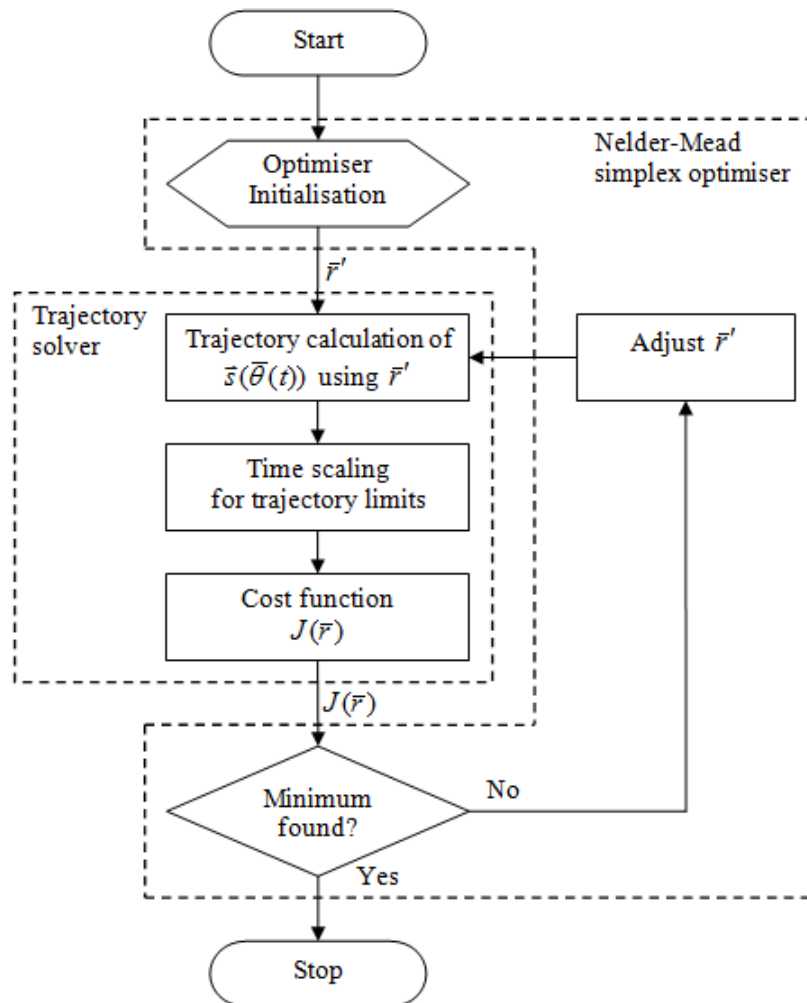 Start
Nelder-Mead
simplex optimiser
Optimiser
Initialisation
r̄′
Trajectory
solver
Trajectory calculation of
s̄(θ̄(t)) using r̄′
Adjust r̄′
Time scaling
for trajectory limits
Cost function
J(r̄)
J(r̄)
Minimum
found?
No
Yes
Stop